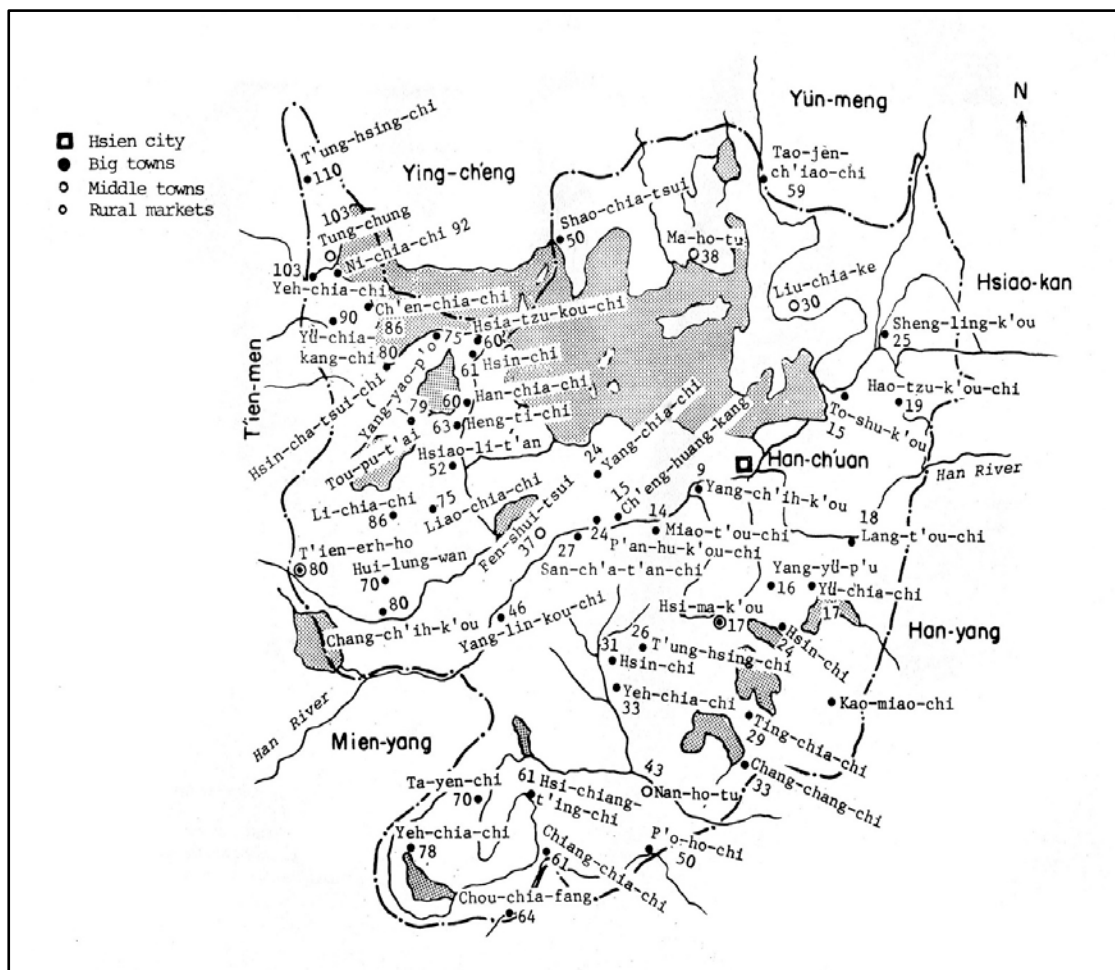 Hsien city
Big towns
Middle towns
Rural markets
N
Yün-meng
Ying-ch'eng
T'ung-hsing-chi
110
Tao-jen-
ch'iao-chi
59
103
Tung-chung
Shao-chia-tsui
50
Ma-ho-tu
38
Ni-chia-chi 92
103
Yeh-chia-chi
Liu-chia-ke
30
Hsiao-kan
Ch'en-chia-chi
86
90
Yü-chia-
kang-chi
Hsia-tzu-kou-chi
60
Sheng-ling-k'ou
25
75
Yang-yao-p'o
80
Hsin-cha-tsui-chi
61
Hsin-chi
T'ien-men
Han-chia-chi
60
Hao-tzu-k'ou-chi
19
79
Tou-pu-t'ai
63
Heng-ti-chi
To-shu-k'ou
15
Hsiao-li-t'an
52
Yang-chia-chi
24
Ch'eng-huang-kang
15
Han-ch'uan
Han River
9
Yang-ch'ih-k'ou
Li-chia-chi
86
75
Liao-chia-chi
Fen-shui-tsui
37
14
Miao-t'ou-chi
18
Lang-t'ou-chi
24
P'an-hu-k'ou-chi
27
San-ch'a-t'an-chi
T'ien-erh-ho
80
Hui-lung-wan
70
Yang-yü-p'u
16
Yü-chia-chi
17
80
Chang-ch'ih-k'ou
46
Yang-lin-kou-chi
Hsi-ma-k'ou
17
Hsin-chi
24
Han-yang
26
T'ung-hsing-chi
31
Hsin-chi
Yeh-chia-chi
33
Kao-miao-chi
Ting-chia-chi
29
Han River
Mien-yang
Chang-chang-chi
33
43
Nan-ho-tu
Ta-yen-chi
70
61
Hsi-chiang-
t'ing-chi
Yeh-chia-chi
78
Chiang-chia-chi
61
P'o-ho-chi
50
Chou-chia-fang
64